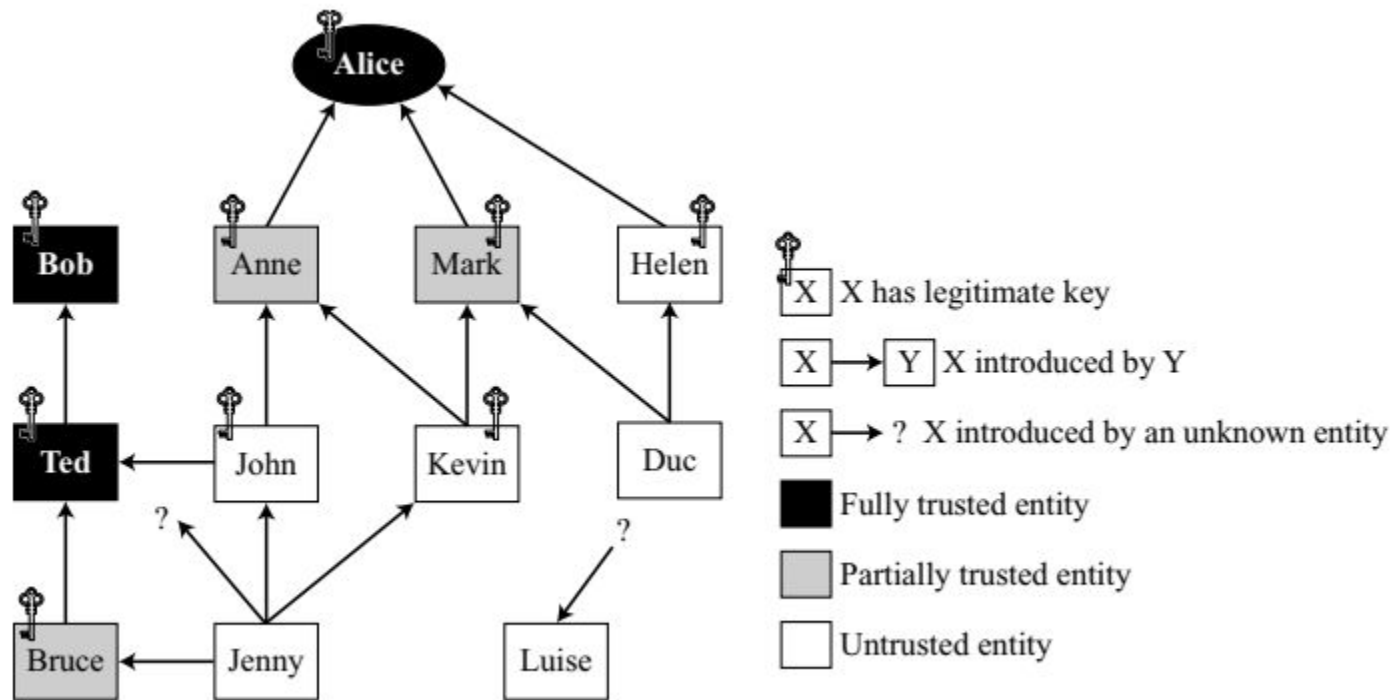 Alice
Bob
Anne
Mark
Helen
X X has legitimate key
X Y X introduced by Y
X ? X introduced by an unknown entity
Ted
John
Kevin
Duc
Fully trusted entity
?
?
Partially trusted entity
Bruce
Jenny
Luise
Untrusted entity